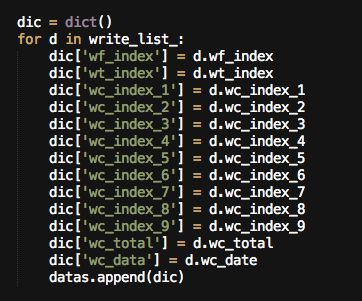 dic = dict()
for d in write_list_:
    dic['wf_index'] = d.wf_index
    dic['wt_index'] = d.wt_index
    dic['wc_index_1'] = d.wc_index_1
    dic['wc_index_2'] = d.wc_index_2
    dic['wc_index_3'] = d.wc_index_3
    dic['wc_index_4'] = d.wc_index_4
    dic['wc_index_5'] = d.wc_index_5
    dic['wc_index_6'] = d.wc_index_6
    dic['wc_index_7'] = d.wc_index_7
    dic['wc_index_8'] = d.wc_index_8
    dic['wc_index_9'] = d.wc_index_9
    dic['wc_total'] = d.wc_total
    dic['wc_data'] = d.wc_date
    datas.append(dic)